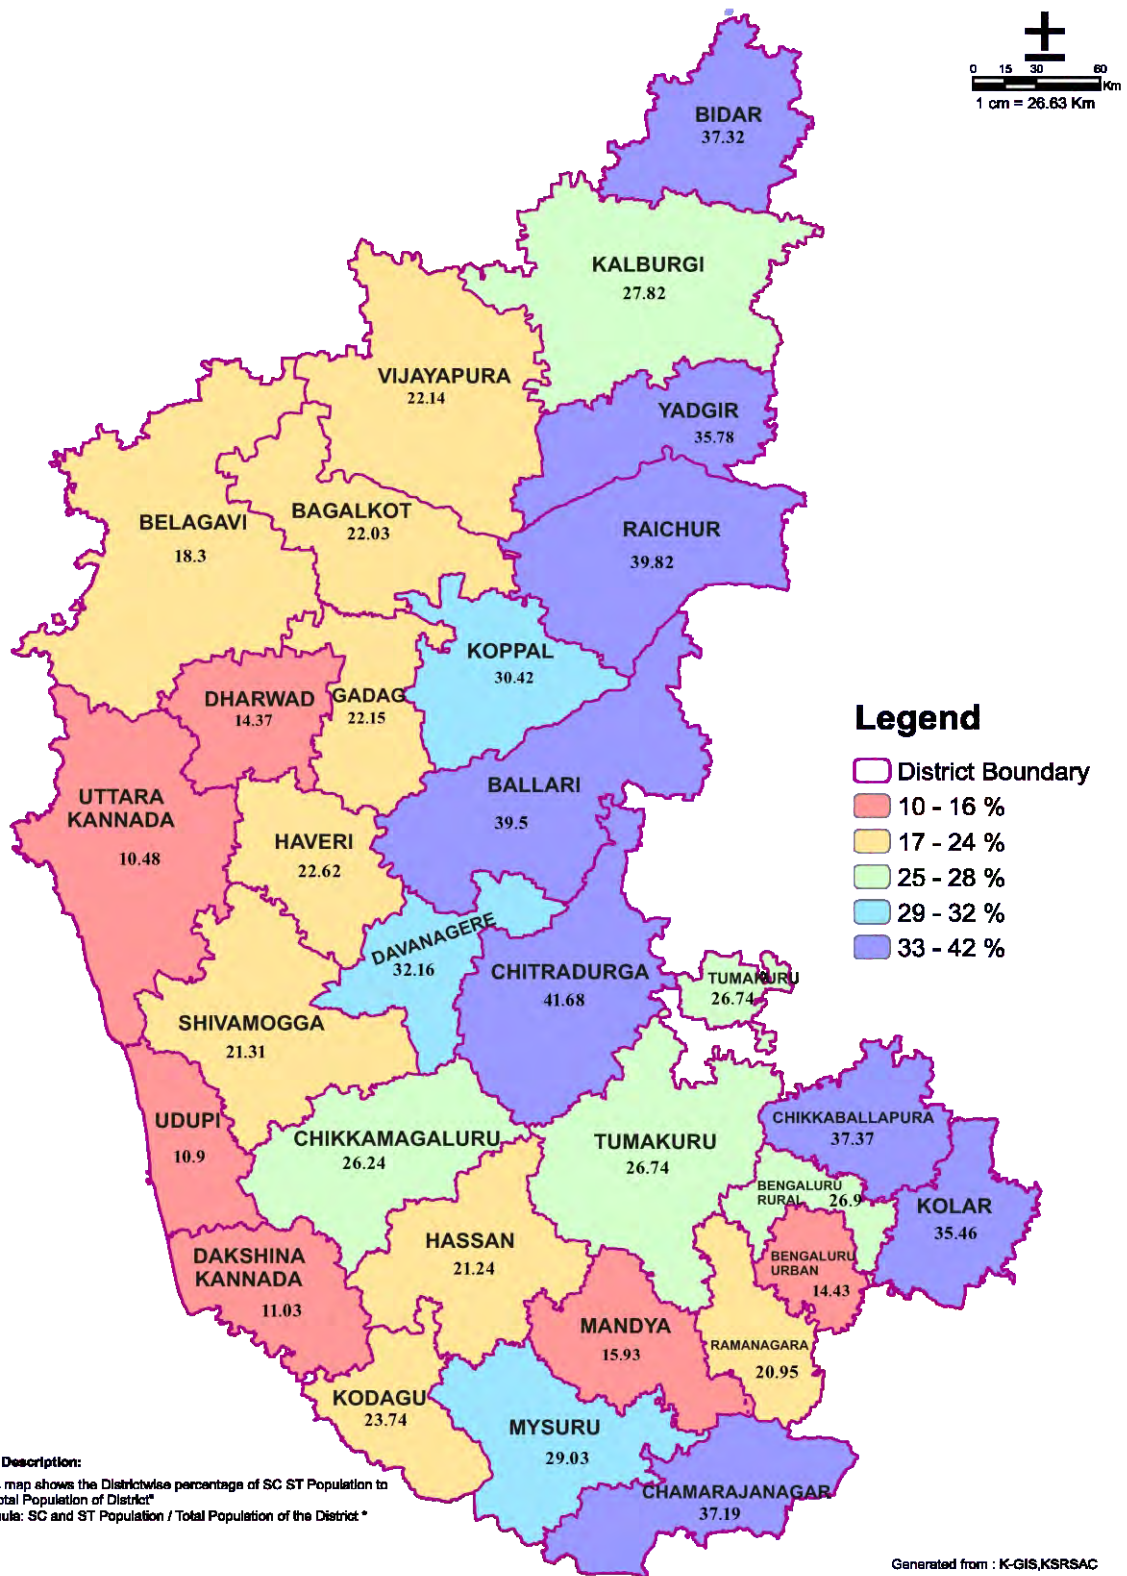 0 15 30 60
Km
1 cm = 26.63 Km
BIDAR
37.32
KALBURGI
27.82
VIJAYAPURA
22.14
YADGIR
35.78
BAGALKOT
22.03
BELAGAVI
18.3
RAICHUR
39.82
KOPPAL
30.42
DHARWAD
14.37
GADAG
22.15
Legend
District Boundary
10 - 16 %
17 - 24 %
25 - 28 %
29 - 32 %
33 - 42 %
BALLARI
39.5
UTTARA
KANNADA
10.48
HAVERI
22.62
DAVANAGERE
32.16
CHITRADURGA
41.68
TUMAKURU
26.74
SHIVAMOGGA
21.31
UDUPI
10.9
CHIKKAMAGALURU
26.24
TUMAKURU
26.74
CHIKKABALLAPURA
37.37
BENGALURU
RURAL 26.9
KOLAR
35.46
HASSAN
21.24
DAKSHINA
KANNADA
11.03
BENGALURU
URBAN
14.43
MANDYA
15.93
RAMANAGARA
20.95
KODAGU
23.74
MYSURU
29.03
CHAMARAJANAGAR
37.19
Description:
map shows the Districtwise percentage of SC ST Population to
otal Population of District"
nula: SC and ST Population / Total Population of the District "
Generated from : K-GIS,KSRSAC